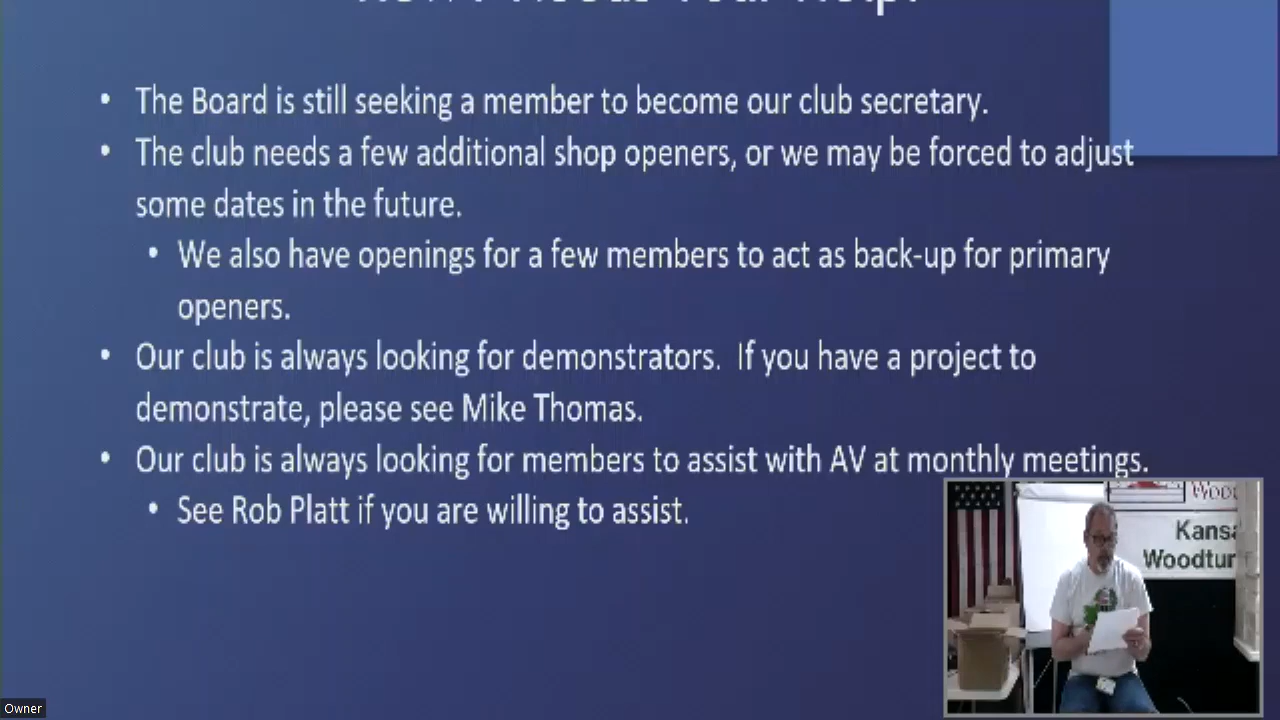 Your Help!
• The Board is still seeking a member to become our club secretary.
• The club needs a few additional shop openers, or we may be forced to adjust
some dates in the future.
• We also have openings for a few members to act as back-up for primary
openers.
• Our club is always looking for demonstrators. If you have a project to
demonstrate, please see Mike Thomas.
• Our club is always looking for members to assist with AV at monthly meetings.
• See Rob Platt if you are willing to assist.
Kansa
Woodtur
Owner